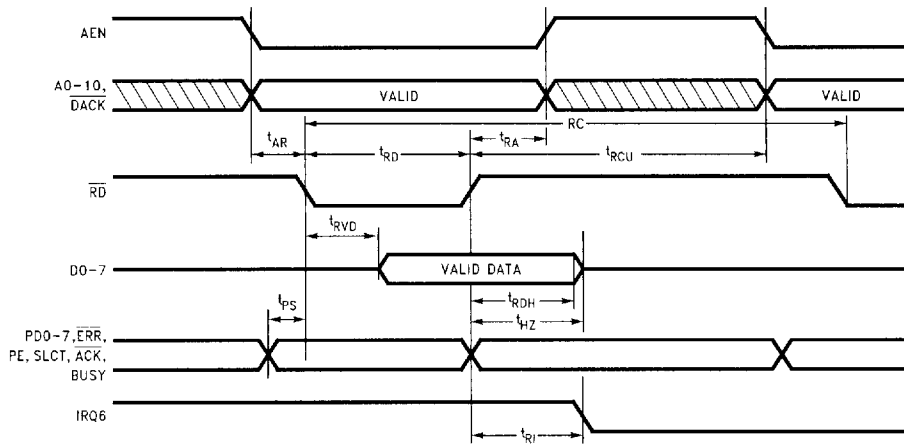 AEN
A0-10,
DACK
VALID
VALID
RC
tAR
tRD
tRA
tRCU
RD
tRVD
D0-7
VALID DATA
tRDH
tHZ
tPS
PD0-7, ERR,
PE, SLCT, ACK,
BUSY
IRQ6
tRI